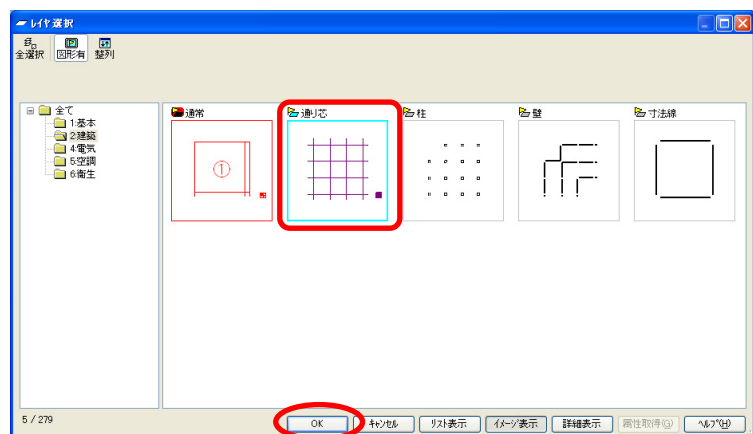 ﾚｲﾔ選択
全選択 図形有 整列
全て
1:基本
2:建築
4:電気
5:空調
6:衛生
通常 通り芯 柱 壁 寸法線
①
5 / 279
OK ｷｬﾝｾﾙ ﾘｽﾄ表示 ｲﾒｰｼﾞ表示 詳細表示 属性取得(G) ﾍﾙﾌﾟ(H)